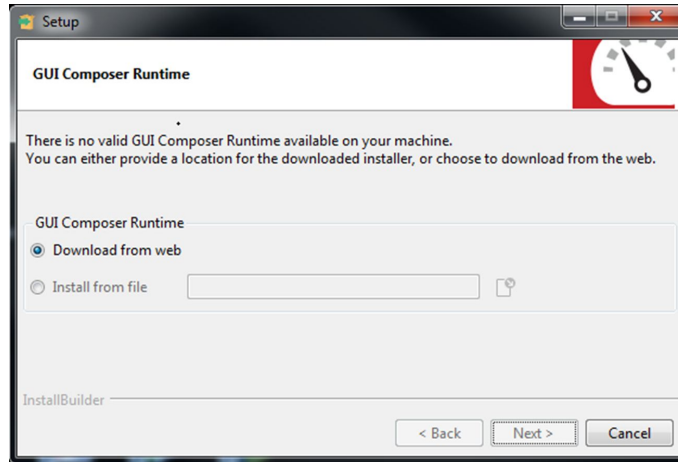 Setup
GUI Composer Runtime
There is no valid GUI Composer Runtime available on your machine.
You can either provide a location for the downloaded installer, or choose to download from the web.
GUI Composer Runtime
Download from web
Install from file
InstallBuilder
< Back
Next >
Cancel